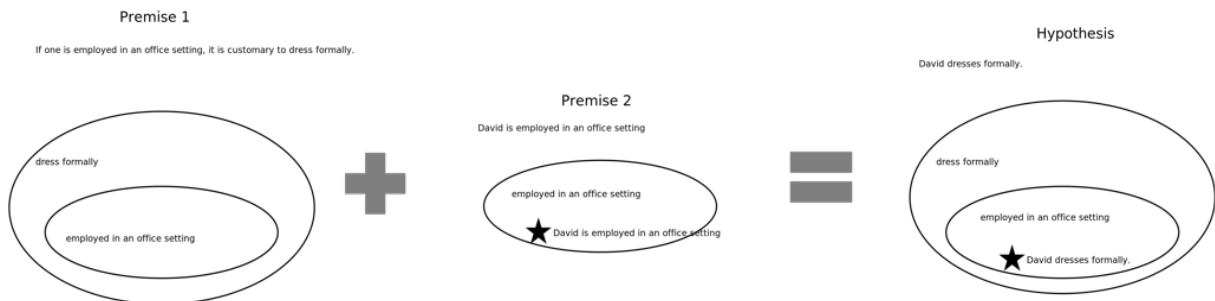 Premise 1
If one is employed in an office setting, it is customary to dress formally.
dress formally
employed in an office setting
Premise 2
David is employed in an office setting
employed in an office setting
David is employed in an office setting
Hypothesis
David dresses formally.
dress formally
employed in an office setting
David dresses formally.